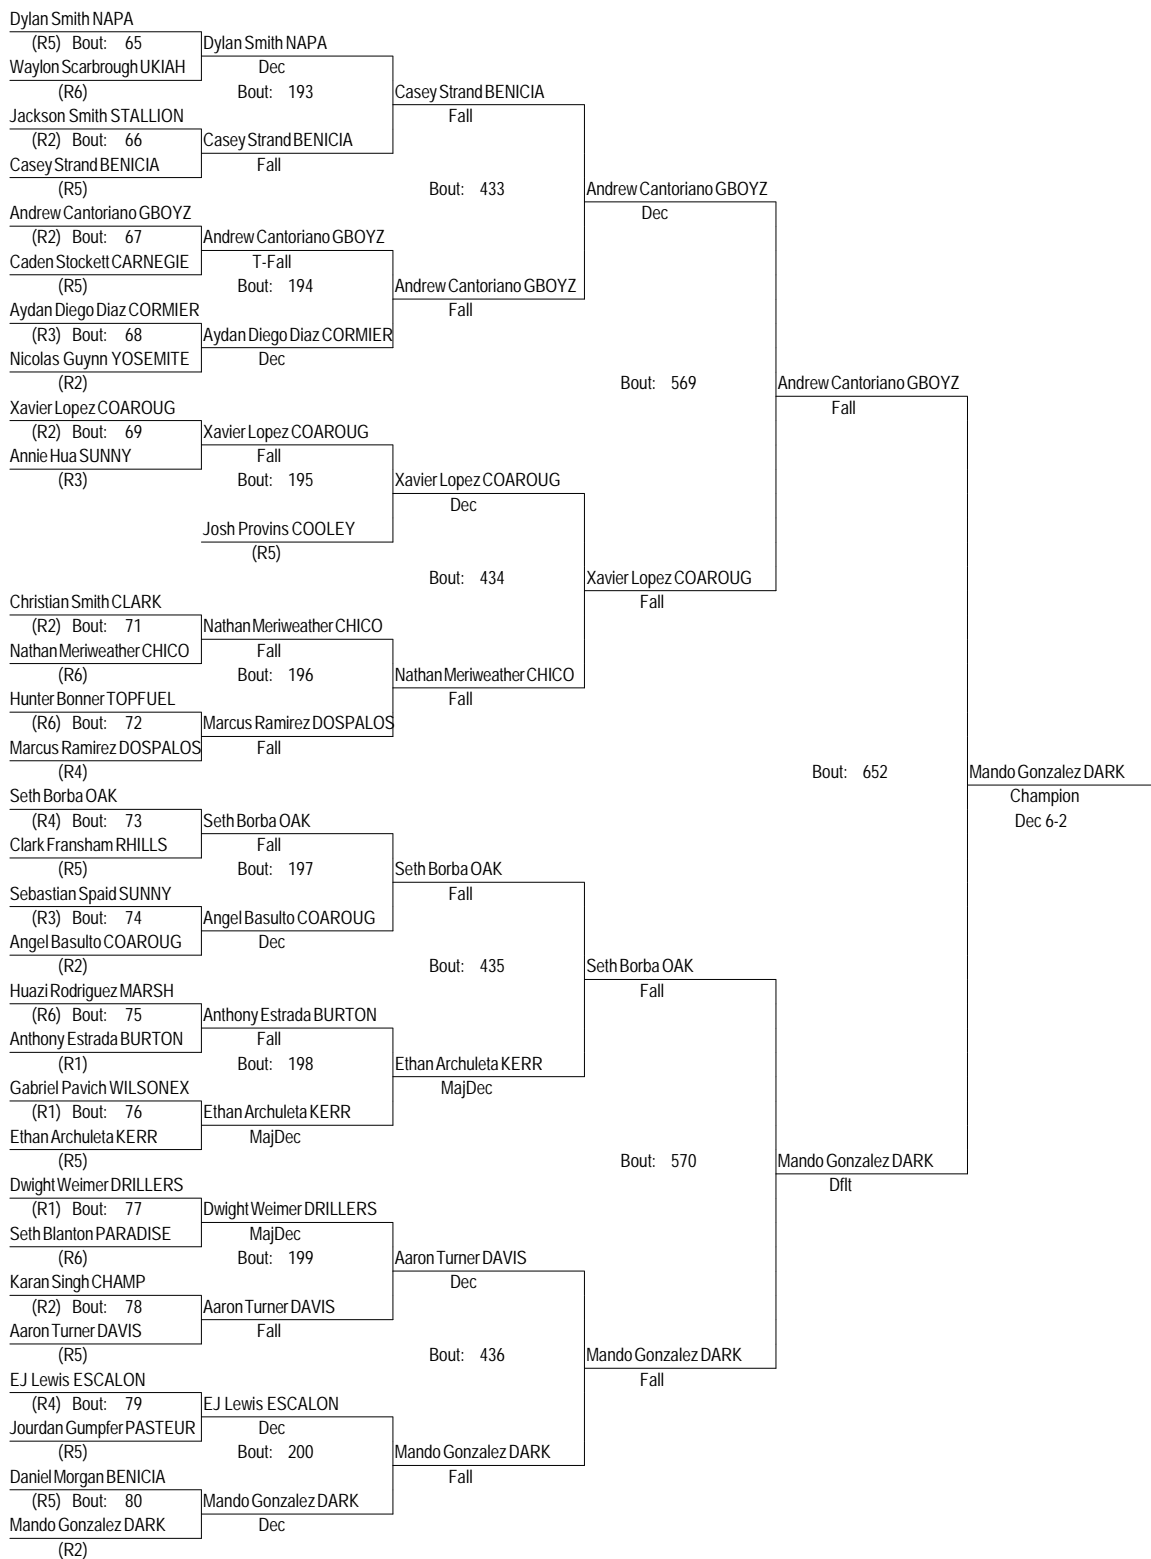 Dylan Smith NAPA
(R5) Bout: 65 Dylan Smith NAPA
Waylon Scarbrough UKIAH Dec
(R6) Bout: 193 Casey Strand BENICIA
Jackson Smith STALLION Fall
(R2) Bout: 66 Casey Strand BENICIA
Casey Strand BENICIA Fall
(R5) Bout: 433 Andrew Cantoriano GBOYZ
Andrew Cantoriano GBOYZ Dec
(R2) Bout: 67 Andrew Cantoriano GBOYZ
Caden Stockett CARNEGIE T-Fall
(R5) Bout: 194 Andrew Cantoriano GBOYZ
Aydan Diego Diaz CORMIER Fall
(R3) Bout: 68 Aydan Diego Diaz CORMIER
Nicolas Guynn YOSEMITE Dec
(R2) Bout: 569 Andrew Cantoriano GBOYZ
Xavier Lopez COAROUG Fall
(R2) Bout: 69 Xavier Lopez COAROUG
Annie Hua SUNNY Fall
(R3) Bout: 195 Xavier Lopez COAROUG
Dec
Josh Provins COOLEY
(R5)
Bout: 434 Xavier Lopez COAROUG
Christian Smith CLARK Fall
(R2) Bout: 71 Nathan Meriweather CHICO
Nathan Meriweather CHICO Fall
(R6) Bout: 196 Nathan Meriweather CHICO
Hunter Bonner TOPFUEL Fall
(R6) Bout: 72 Marcus Ramirez DOSPALOS
Marcus Ramirez DOSPALOS Fall
(R4) Bout: 652 Mando Gonzalez DARK
Seth Borba OAK Champion
(R4) Bout: 73 Seth Borba OAK Dec 6-2
Clark Fransham RHILLS Fall
(R5) Bout: 197 Seth Borba OAK
Sebastian Spaid SUNNY Fall
(R3) Bout: 74 Angel Basulto COAROUG
Angel Basulto COAROUG Dec
(R2) Bout: 435 Seth Borba OAK
Huazi Rodriguez MARSH Fall
(R6) Bout: 75 Anthony Estrada BURTON
Anthony Estrada BURTON Fall
(R1) Bout: 198 Ethan Archuleta KERR
Gabriel Pavich WILSONEX MajDec
(R1) Bout: 76 Ethan Archuleta KERR
Ethan Archuleta KERR MajDec
(R5) Bout: 570 Mando Gonzalez DARK
Dwight Weimer DRILLERS Dflt
(R1) Bout: 77 Dwight Weimer DRILLERS
Seth Blanton PARADISE MajDec
(R6) Bout: 199 Aaron Turner DAVIS
Karan Singh CHAMP Dec
(R2) Bout: 78 Aaron Turner DAVIS
Aaron Turner DAVIS Fall
(R5) Bout: 436 Mando Gonzalez DARK
EJ Lewis ESCALON Fall
(R4) Bout: 79 EJ Lewis ESCALON
Jourdan Gumpfer PASTEUR Dec
(R5) Bout: 200 Mando Gonzalez DARK
Daniel Morgan BENICIA Fall
(R5) Bout: 80 Mando Gonzalez DARK
Mando Gonzalez DARK Dec
(R2)